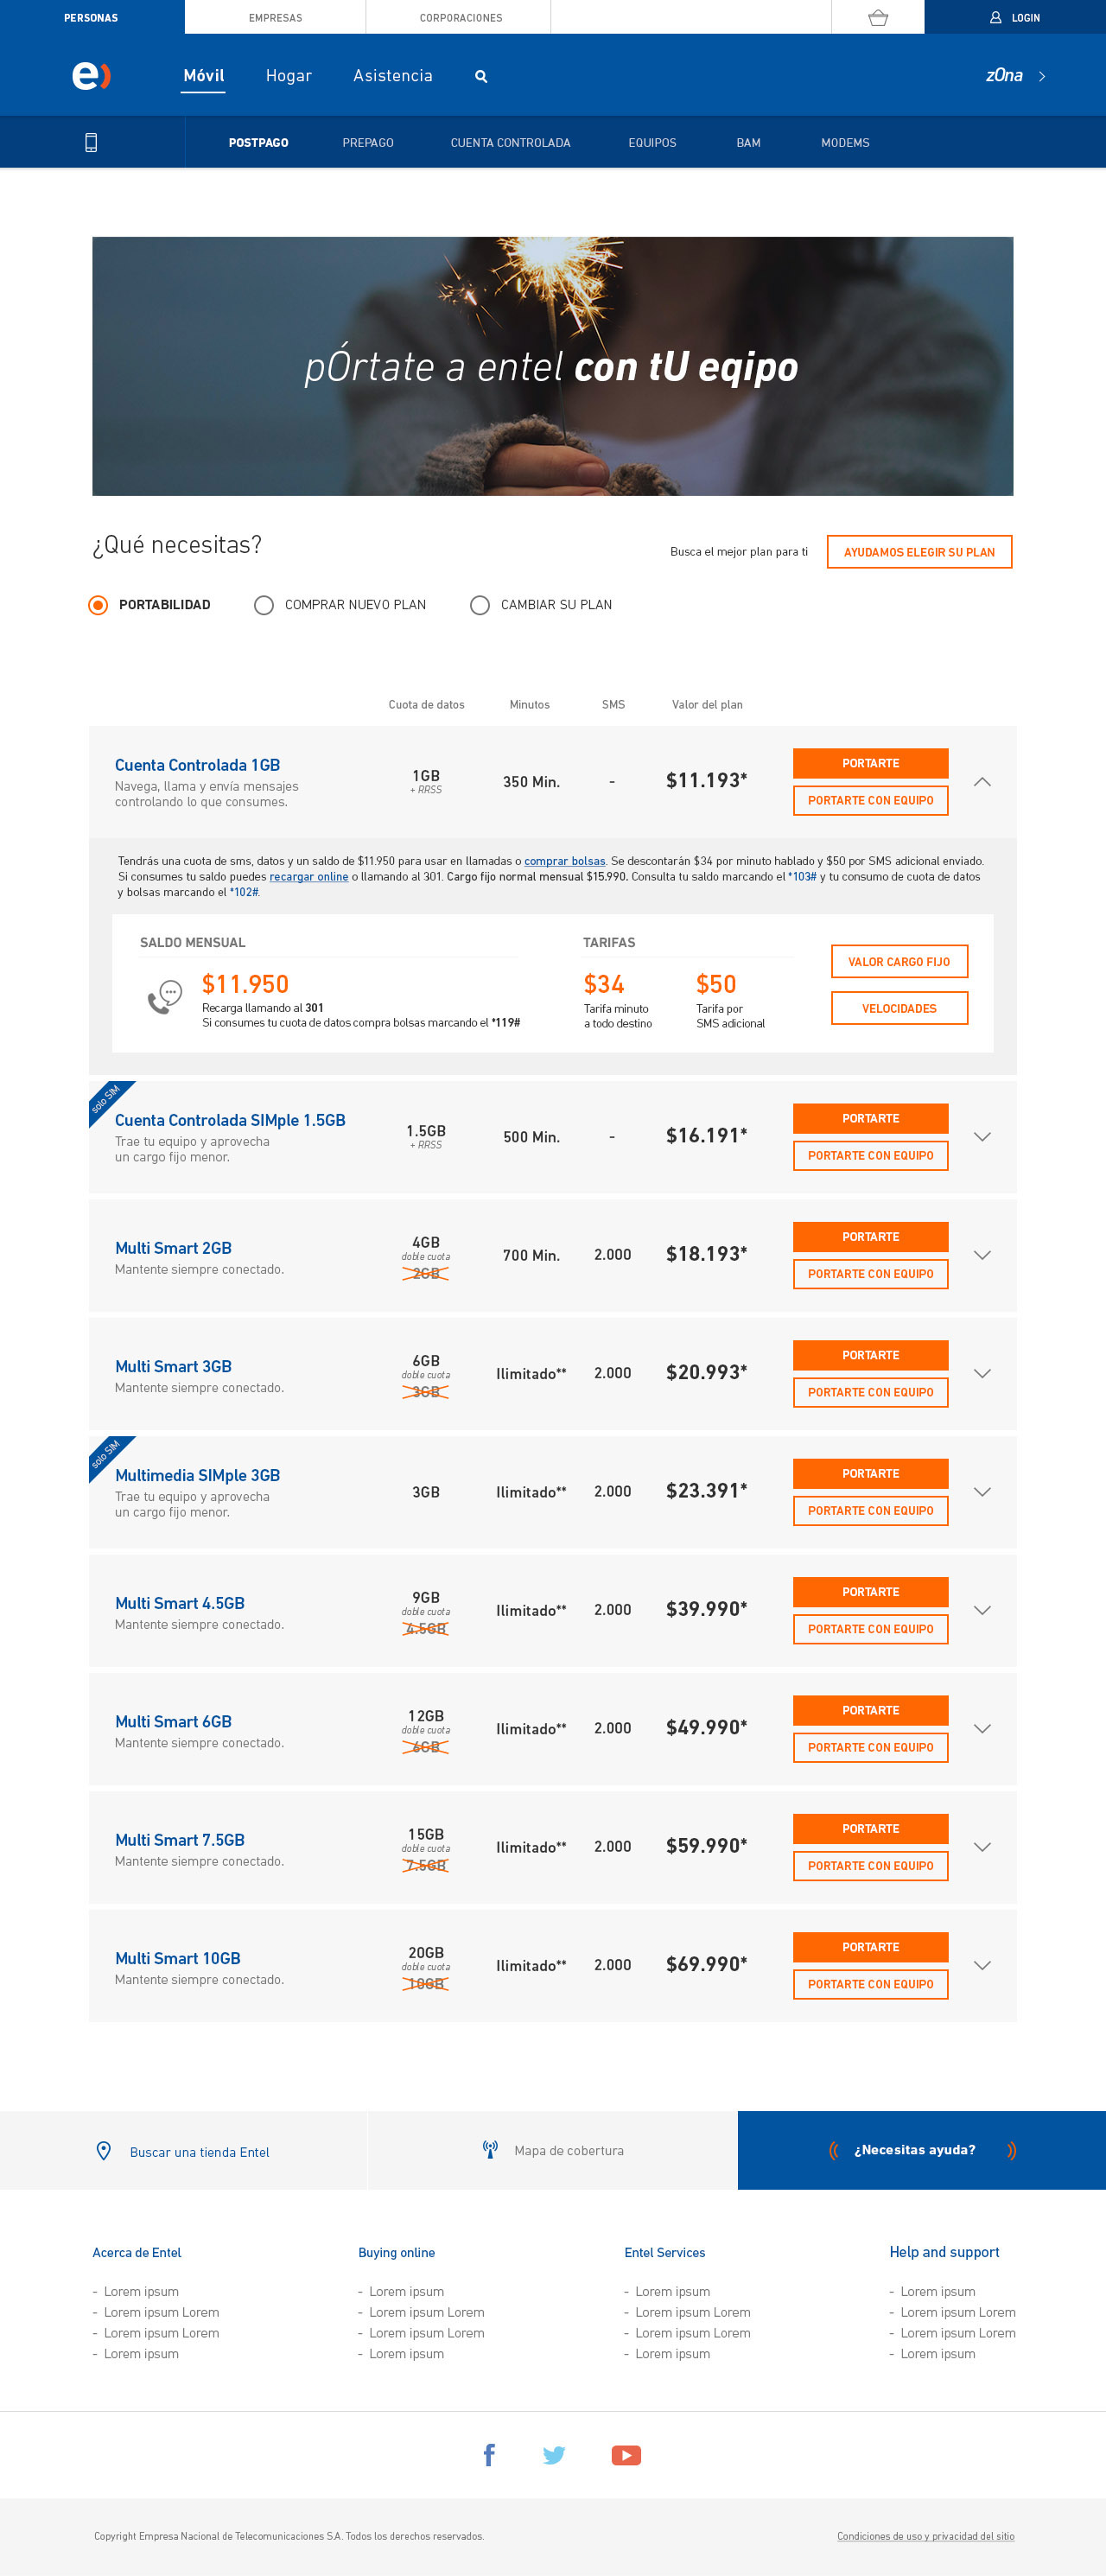 PERSONAS
EMPRESAS
CORPORACIONES
LOGIN
e)
Móvil
Hogar
Asistencia
zOna
POSTPAGO
PREPAGO
CUENTA CONTROLADA
EQUIPOS
BAM
MODEMS
pÓrtate a entel con tU eqipo
¿Qué necesitas?
Busca el mejor plan para ti
AYUDAMOS ELEGIR SU PLAN
PORTABILIDAD
COMPRAR NUEVO PLAN
CAMBIAR SU PLAN
Cuota de datos
Minutos
SMS
Valor del plan
Cuenta Controlada 1GB
Navega, llama y envía mensajes
controlando lo que consumes.
1GB
+ RRSS
350 Min.
-
$11.193*
PORTARTE
PORTARTE CON EQUIPO
Tendrás una cuota de sms, datos y un saldo de $11.950 para usar en llamadas o comprar bolsas. Se descontarán $34 por minuto hablado y $50 por SMS adicional enviado.
Si consumes tu saldo puedes recargar online o llamando al 301. Cargo fijo normal mensual $15.990. Consulta tu saldo marcando el *103# y tu consumo de cuota de datos
y bolsas marcando el *102#.
SALDO MENSUAL
$11.950
Recarga llamando al 301
Si consumes tu cuota de datos compra bolsas marcando el *119#
TARIFAS
$34
Tarifa minuto
a todo destino
$50
Tarifa por
SMS adicional
VALOR CARGO FIJO
VELOCIDADES
solo SIM
Cuenta Controlada SIMple 1.5GB
Trae tu equipo y aprovecha
un cargo fijo menor.
1.5GB
+ RRSS
500 Min.
-
$16.191*
PORTARTE
PORTARTE CON EQUIPO
Multi Smart 2GB
Mantente siempre conectado.
4GB
doble cuota
2GB
700 Min.
2.000
$18.193*
PORTARTE
PORTARTE CON EQUIPO
Multi Smart 3GB
Mantente siempre conectado.
6GB
doble cuota
3GB
Ilimitado**
2.000
$20.993*
PORTARTE
PORTARTE CON EQUIPO
solo SIM
Multimedia SIMple 3GB
Trae tu equipo y aprovecha
un cargo fijo menor.
3GB
Ilimitado**
2.000
$23.391*
PORTARTE
PORTARTE CON EQUIPO
Multi Smart 4.5GB
Mantente siempre conectado.
9GB
doble cuota
4.5GB
Ilimitado**
2.000
$39.990*
PORTARTE
PORTARTE CON EQUIPO
Multi Smart 6GB
Mantente siempre conectado.
12GB
doble cuota
6GB
Ilimitado**
2.000
$49.990*
PORTARTE
PORTARTE CON EQUIPO
Multi Smart 7.5GB
Mantente siempre conectado.
15GB
doble cuota
7.5GB
Ilimitado**
2.000
$59.990*
PORTARTE
PORTARTE CON EQUIPO
Multi Smart 10GB
Mantente siempre conectado.
20GB
doble cuota
10GB
Ilimitado**
2.000
$69.990*
PORTARTE
PORTARTE CON EQUIPO
Buscar una tienda Entel
Mapa de cobertura
¿Necesitas ayuda?
Acerca de Entel
- Lorem ipsum
- Lorem ipsum Lorem
- Lorem ipsum Lorem
- Lorem ipsum
Buying online
- Lorem ipsum
- Lorem ipsum Lorem
- Lorem ipsum Lorem
- Lorem ipsum
Entel Services
- Lorem ipsum
- Lorem ipsum Lorem
- Lorem ipsum Lorem
- Lorem ipsum
Help and support
- Lorem ipsum
- Lorem ipsum Lorem
- Lorem ipsum Lorem
- Lorem ipsum
Copyright Empresa Nacional de Telecomunicaciones S.A. Todos los derechos reservados.
Condiciones de uso y privacidad del sitio